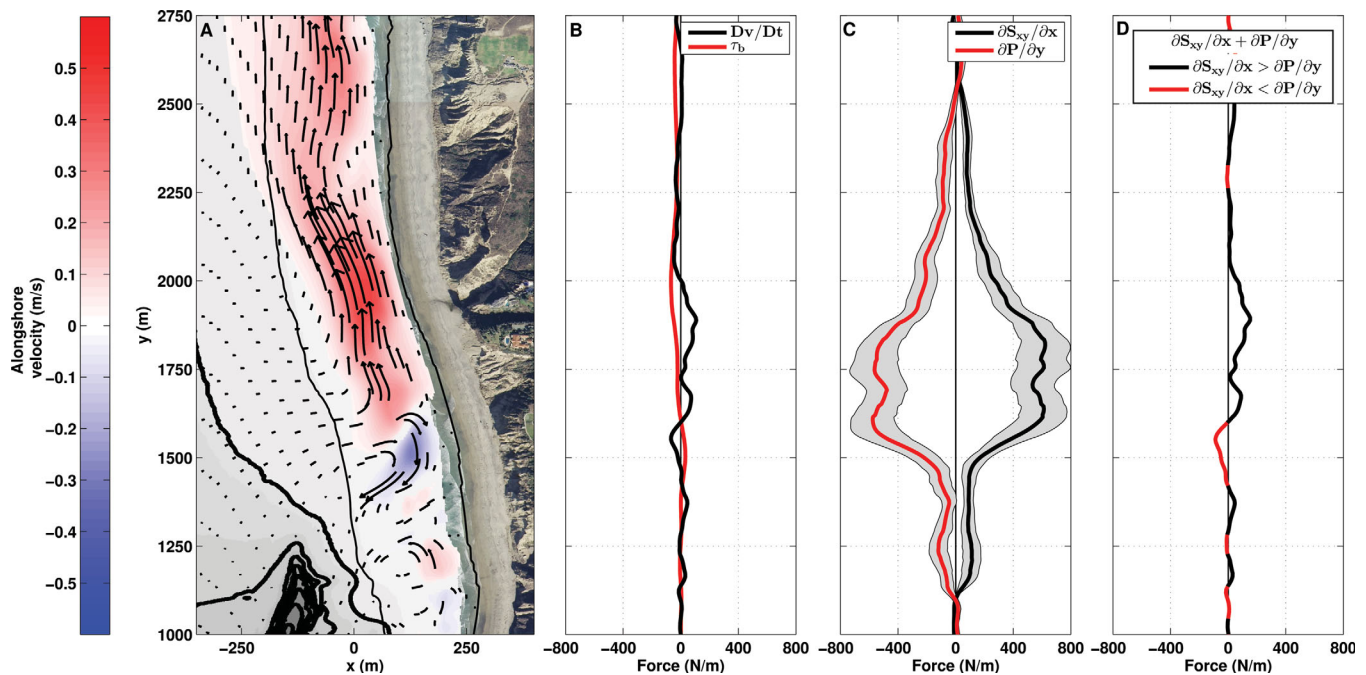 0.5
0.4
0.3
0.2
0.1
0
−0.1
−0.2
−0.3
−0.4
−0.5
Alongshore
velocity (m/s)
A
2750
2500
2250
2000
1750
1500
1250
1000
y (m)
−250
0
250
x (m)
B
Dv/Dt
τb
−800
−400
0
400
800
Force (N/m)
C
∂Sxy/∂x
∂P/∂y
−800
−400
0
400
800
Force (N/m)
D
∂Sxy/∂x + ∂P/∂y
∂Sxy/∂x > ∂P/∂y
∂Sxy/∂x < ∂P/∂y
−800
−400
0
400
800
Force (N/m)